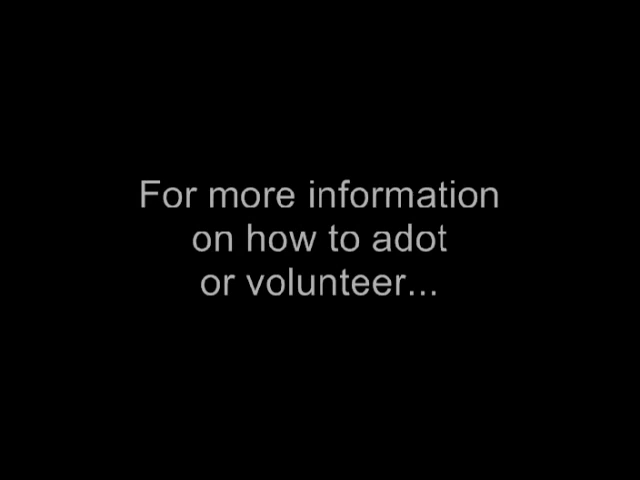 For more information
on how to adot
or volunteer...